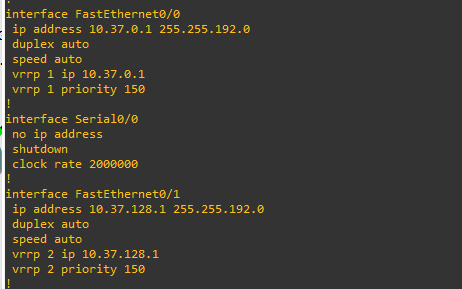 !
interface FastEthernet0/0
ip address 10.37.0.1 255.255.192.0
duplex auto
speed auto
vrrp 1 ip 10.37.0.1
vrrp 1 priority 150
!
interface Serial0/0
no ip address
shutdown
clock rate 2000000
!
interface FastEthernet0/1
ip address 10.37.128.1 255.255.192.0
duplex auto
speed auto
vrrp 2 ip 10.37.128.1
vrrp 2 priority 150
!